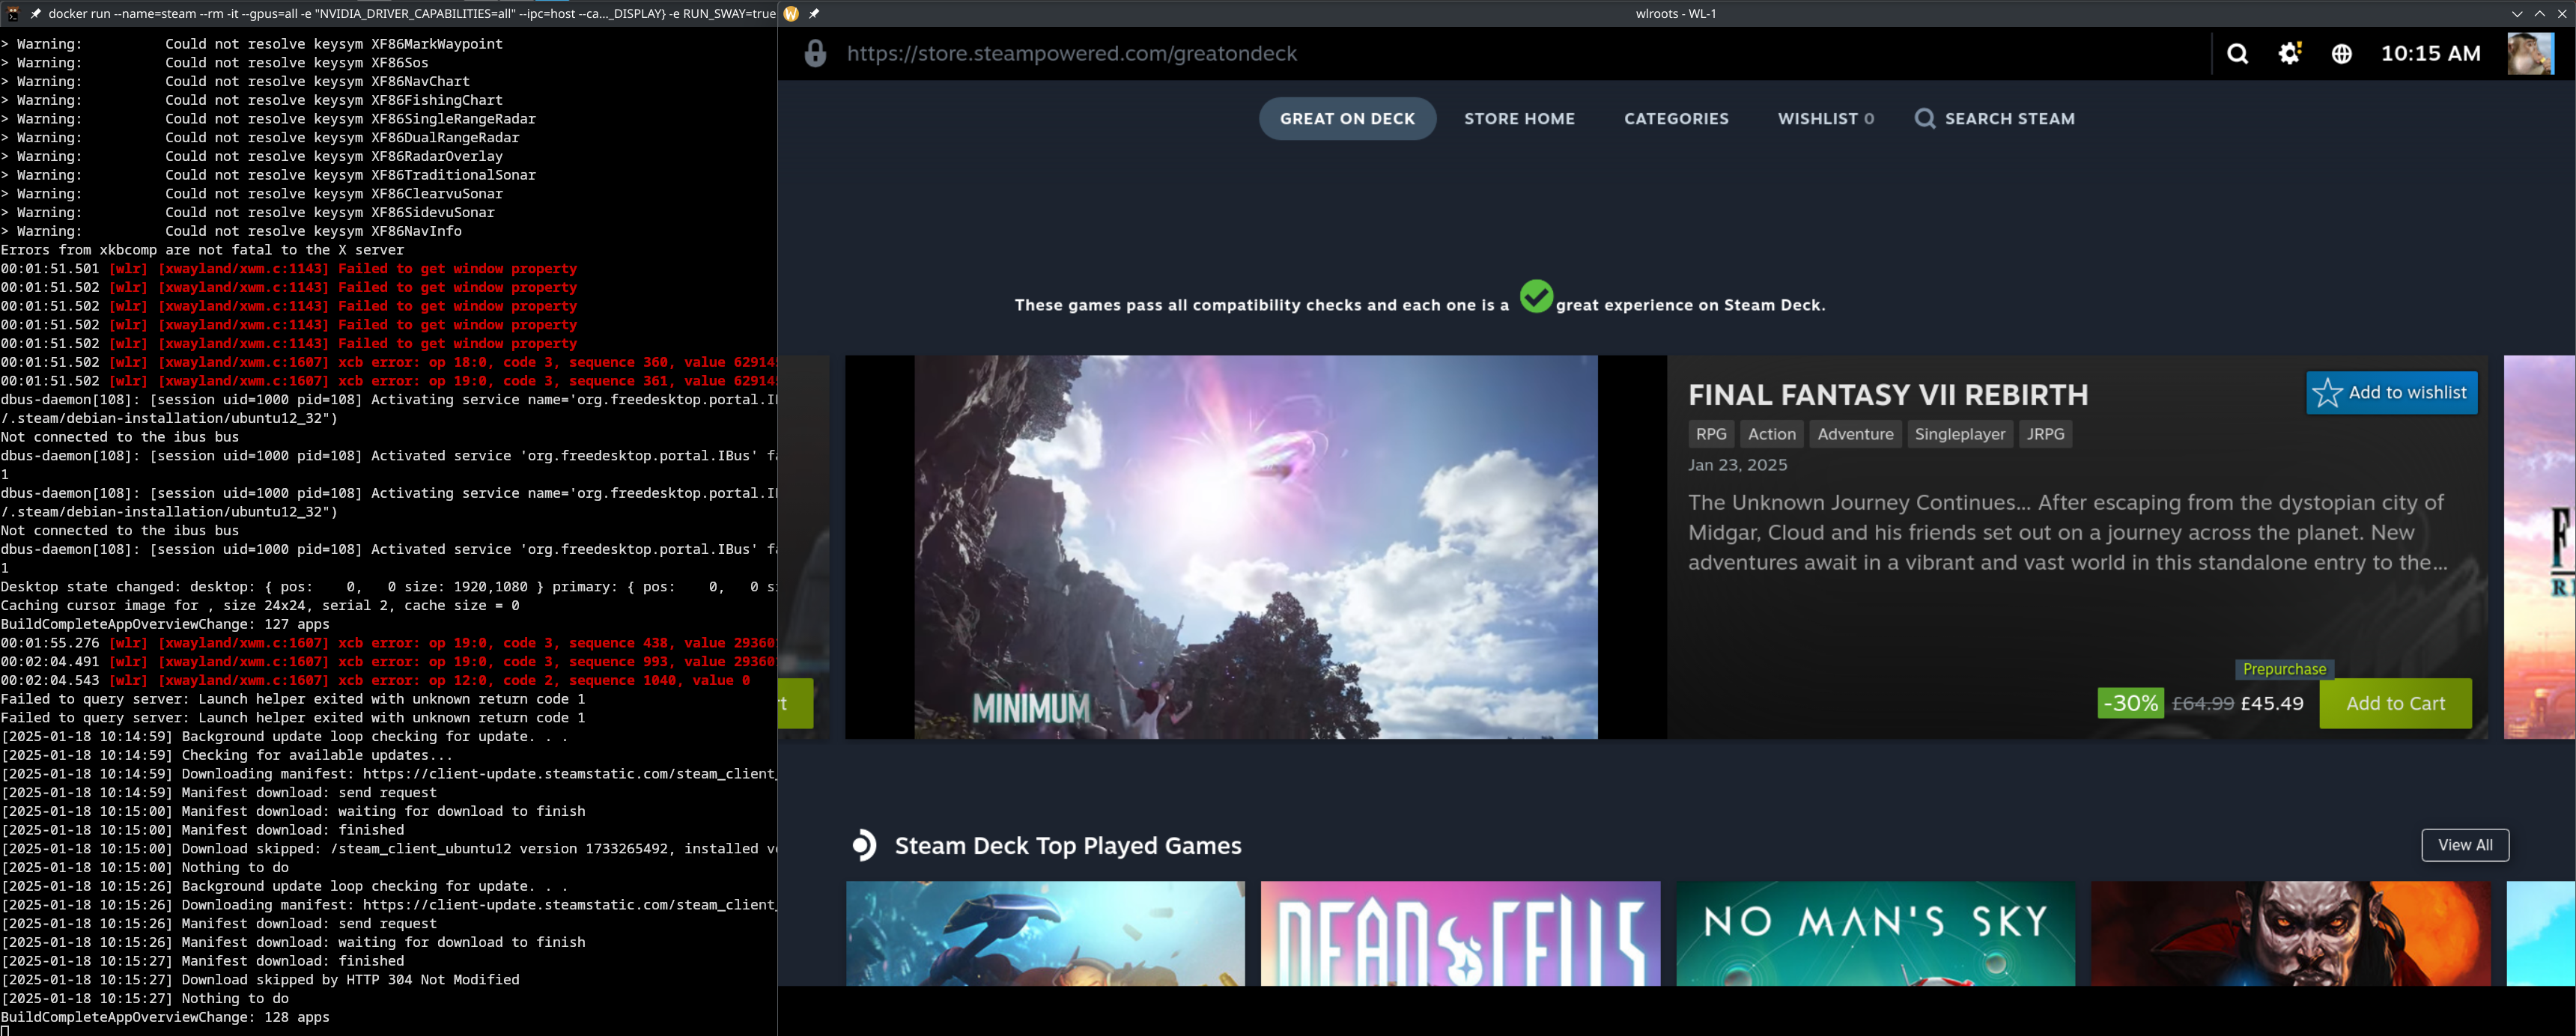 docker run --name=steam --rm -it --gpus=all -e "NVIDIA_DRIVER_CAPABILITIES=all" --ipc=host --ca..._DISPLAY} -e RUN_SWAY=true
> Warning:          Could not resolve keysym XF86MarkWaypoint
> Warning:          Could not resolve keysym XF86Sos
> Warning:          Could not resolve keysym XF86NavChart
> Warning:          Could not resolve keysym XF86FishingChart
> Warning:          Could not resolve keysym XF86SingleRangeRadar
> Warning:          Could not resolve keysym XF86DualRangeRadar
> Warning:          Could not resolve keysym XF86RadarOverlay
> Warning:          Could not resolve keysym XF86TraditionalSonar
> Warning:          Could not resolve keysym XF86ClearvuSonar
> Warning:          Could not resolve keysym XF86SidevuSonar
> Warning:          Could not resolve keysym XF86NavInfo
Errors from xkbcomp are not fatal to the X server
00:01:51.501 [wlr] [xwayland/xwm.c:1143] Failed to get window property
00:01:51.502 [wlr] [xwayland/xwm.c:1143] Failed to get window property
00:01:51.502 [wlr] [xwayland/xwm.c:1143] Failed to get window property
00:01:51.502 [wlr] [xwayland/xwm.c:1143] Failed to get window property
00:01:51.502 [wlr] [xwayland/xwm.c:1143] Failed to get window property
00:01:51.502 [wlr] [xwayland/xwm.c:1607] xcb error: op 18:0, code 3, sequence 360, value 62914
00:01:51.502 [wlr] [xwayland/xwm.c:1607] xcb error: op 19:0, code 3, sequence 361, value 62914
dbus-daemon[108]: [session uid=1000 pid=108] Activating service name='org.freedesktop.portal.I
/.steam/debian-installation/ubuntu12_32")
Not connected to the ibus bus
dbus-daemon[108]: [session uid=1000 pid=108] Activated service 'org.freedesktop.portal.IBus' f
1
dbus-daemon[108]: [session uid=1000 pid=108] Activating service name='org.freedesktop.portal.I
/.steam/debian-installation/ubuntu12_32")
Not connected to the ibus bus
dbus-daemon[108]: [session uid=1000 pid=108] Activated service 'org.freedesktop.portal.IBus' f
1
Desktop state changed: desktop: { pos:    0,   0 size: 1920,1080 } primary: { pos:    0,   0 s
Caching cursor image for , size 24x24, serial 2, cache size = 0
BuildCompleteAppOverviewChange: 127 apps
00:01:55.276 [wlr] [xwayland/xwm.c:1607] xcb error: op 19:0, code 3, sequence 438, value 29360
00:02:04.491 [wlr] [xwayland/xwm.c:1607] xcb error: op 19:0, code 3, sequence 993, value 29360
00:02:04.543 [wlr] [xwayland/xwm.c:1607] xcb error: op 12:0, code 2, sequence 1040, value 0
Failed to query server: Launch helper exited with unknown return code 1
Failed to query server: Launch helper exited with unknown return code 1
[2025-01-18 10:14:59] Background update loop checking for update. . .
[2025-01-18 10:14:59] Checking for available updates...
[2025-01-18 10:14:59] Downloading manifest: https://client-update.steamstatic.com/steam_client_
[2025-01-18 10:14:59] Manifest download: send request
[2025-01-18 10:15:00] Manifest download: waiting for download to finish
[2025-01-18 10:15:00] Manifest download: finished
[2025-01-18 10:15:00] Download skipped: /steam_client_ubuntu12 version 1733265492, installed v
[2025-01-18 10:15:00] Nothing to do
[2025-01-18 10:15:26] Background update loop checking for update. . .
[2025-01-18 10:15:26] Downloading manifest: https://client-update.steamstatic.com/steam_client_
[2025-01-18 10:15:26] Manifest download: send request
[2025-01-18 10:15:26] Manifest download: waiting for download to finish
[2025-01-18 10:15:27] Manifest download: finished
[2025-01-18 10:15:27] Download skipped by HTTP 304 Not Modified
[2025-01-18 10:15:27] Nothing to do
BuildCompleteAppOverviewChange: 128 apps
wlroots - WL-1
https://store.steampowered.com/greatondeck
10:15 AM
GREAT ON DECK STORE HOME CATEGORIES WISHLIST 0 SEARCH STEAM
These games pass all compatibility checks and each one is a great experience on Steam Deck.
MINIMUM
FINAL FANTASY VII REBIRTH
Add to wishlist
RPG Action Adventure Singleplayer JRPG
Jan 23, 2025
The Unknown Journey Continues... After escaping from the dystopian city of
Midgar, Cloud and his friends set out on a journey across the planet. New
adventures await in a vibrant and vast world in this standalone entry to the...
Prepurchase
-30% £64.99 £45.49 Add to Cart
Steam Deck Top Played Games
View All
DEAD CELLS
NO MAN'S SKY